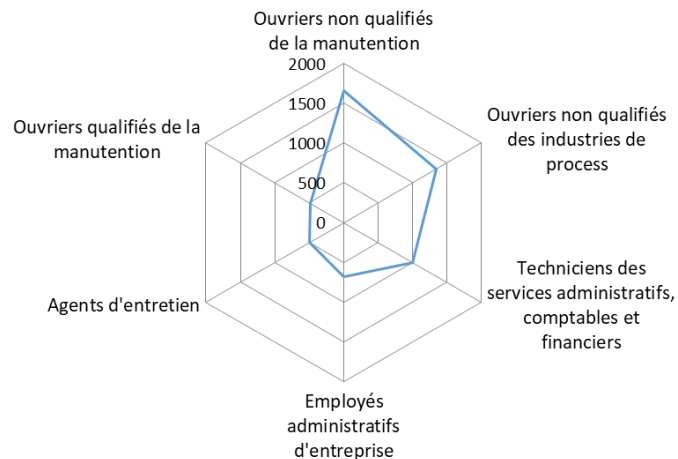 Ouvriers non qualifiés
de la manutention
2000
1500
1000
500
0
Ouvriers non qualifiés
des industries de
process
Techniciens des
services administratifs,
comptables et
financiers
Employés
administratifs
d'entreprise
Agents d'entretien
Ouvriers qualifiés de la
manutention